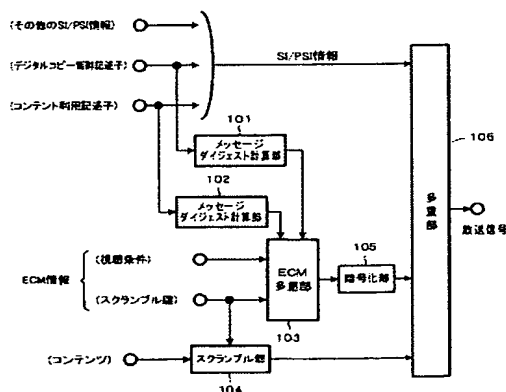 (その他のSI/PSI情報)
(デジタルコピー制御記述子)
(コンテント利用記述子)
SI/PSI情報
101
メッセージ
ダイジェスト計算部
102
メッセージ
ダイジェスト計算部
106
多重部
放送信号
ECM情報
(視聴条件)
(スクランブル鍵)
ECM
多重部
103
105
暗号化部
(コンテンツ)
スクランブル部
104